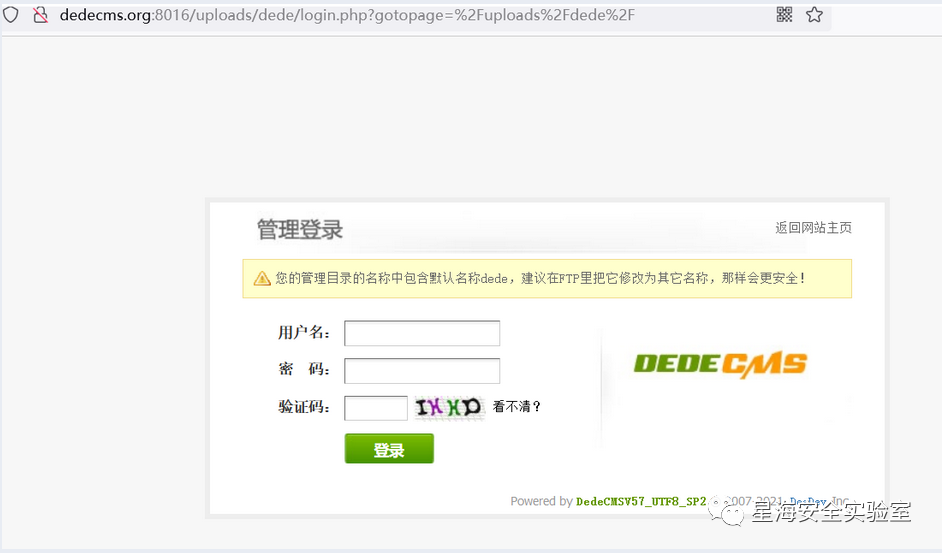 dedecms.org:8016/uploads/dede/login.php?gotopage=%2Fuploads%2Fdede%2F
管理登录
返回网站主页
您的管理目录的名称中包含默认名称dede，建议在FTP里把它修改为其它名称，那样会更安全！
用户名：
密　码：
DEDECMS
验证码：
IHHD
看不清？
登录
Powered by DedeCMSV57_UTF8_SP2 007-2021 DesDev Inc
星海安全实验室